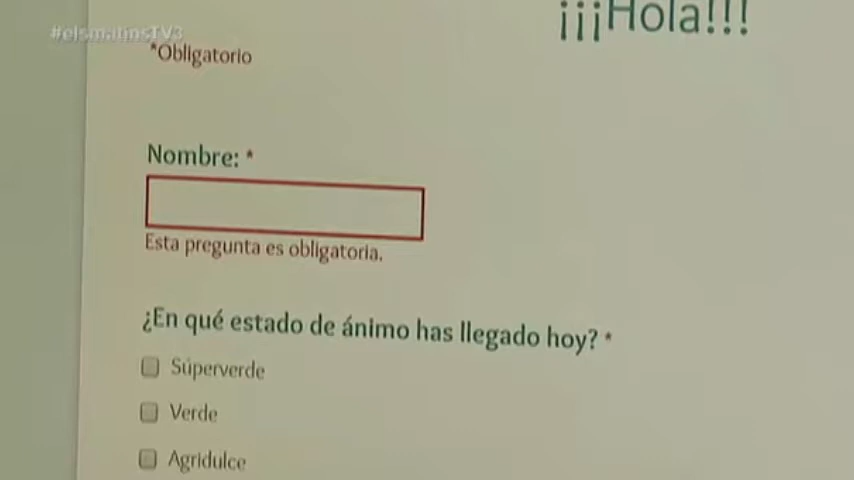 #elsmatinsTV3
¡¡¡Hola!!!
*Obligatorio
Nombre: *
Esta pregunta es obligatoria.
¿En qué estado de ánimo has llegado hoy? *
Súperverde
Verde
Agridulce